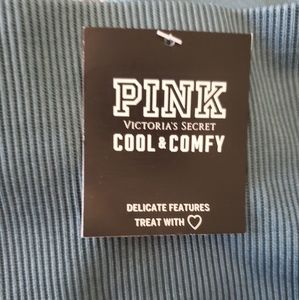 PINK
VICTORIA'S SECRET
COOL & COMFY
DELICATE FEATURES
TREAT WITH ♡